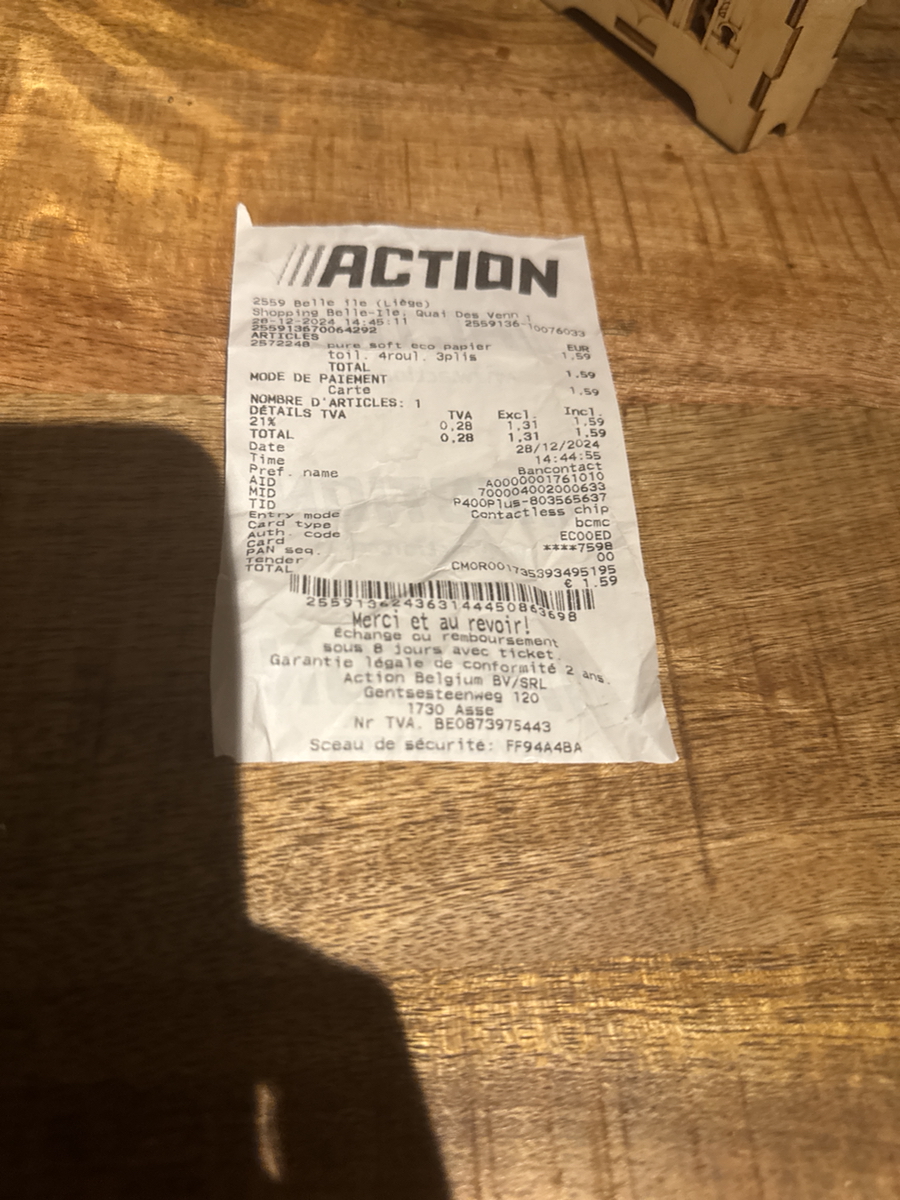 ACTION
2559 Belle île (Liège)
Shopping Belle-Ile, Quai Des Venn 1
28-12-2024 14:45:11 2559136-10076033
255913670064292
ARTICLES EUR
2572248 pure soft eco papier 1,59
toil. 4roul. 3plis
TOTAL 1,59
MODE DE PAIEMENT
Carte 1,59
NOMBRE D'ARTICLES: 1
DÉTAILS TVA TVA Excl. Incl.
21% 0,28 1,31 1,59
TOTAL 0,28 1,31 1,59
Date 28/12/2024
Time 14:44:55
Pref. name Bancontact
AID A0000001761010
MID 700004002000633
TID P400Plus-803565637
Entry mode Contactless chip
Card type bcmc
Auth. code EC00ED
Card ****7598
PAN seq. 00
Tender CMOR001735393495195
TOTAL € 1.59
Merci et au revoir!
Échange ou remboursement
sous 8 jours avec ticket.
Garantie légale de conformité 2 ans.
Action Belgium BV/SRL
Gentsesteenweg 120
1730 Asse
Nr TVA. BE0873975443
Sceau de sécurité: FF94A4BA